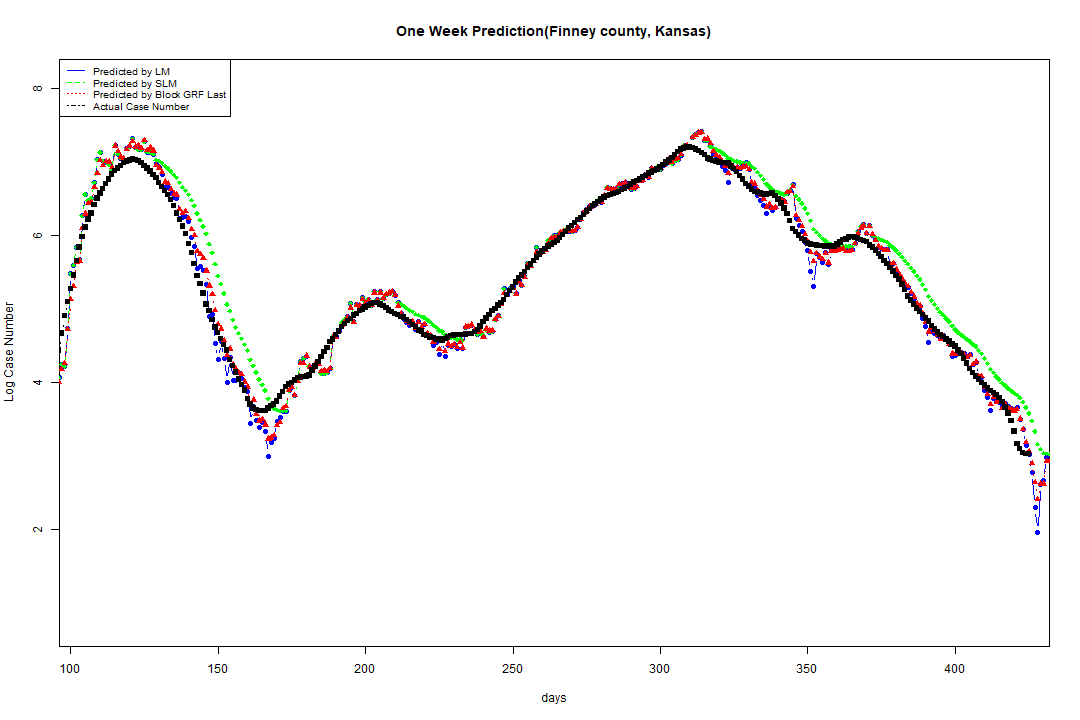 One Week Prediction(Finney county, Kansas)
Predicted by LM
Predicted by SLM
Predicted by Block GRF Last
Actual Case Number
8
6
4
2
Log Case Number
100 150 200 250 300 350 400
days